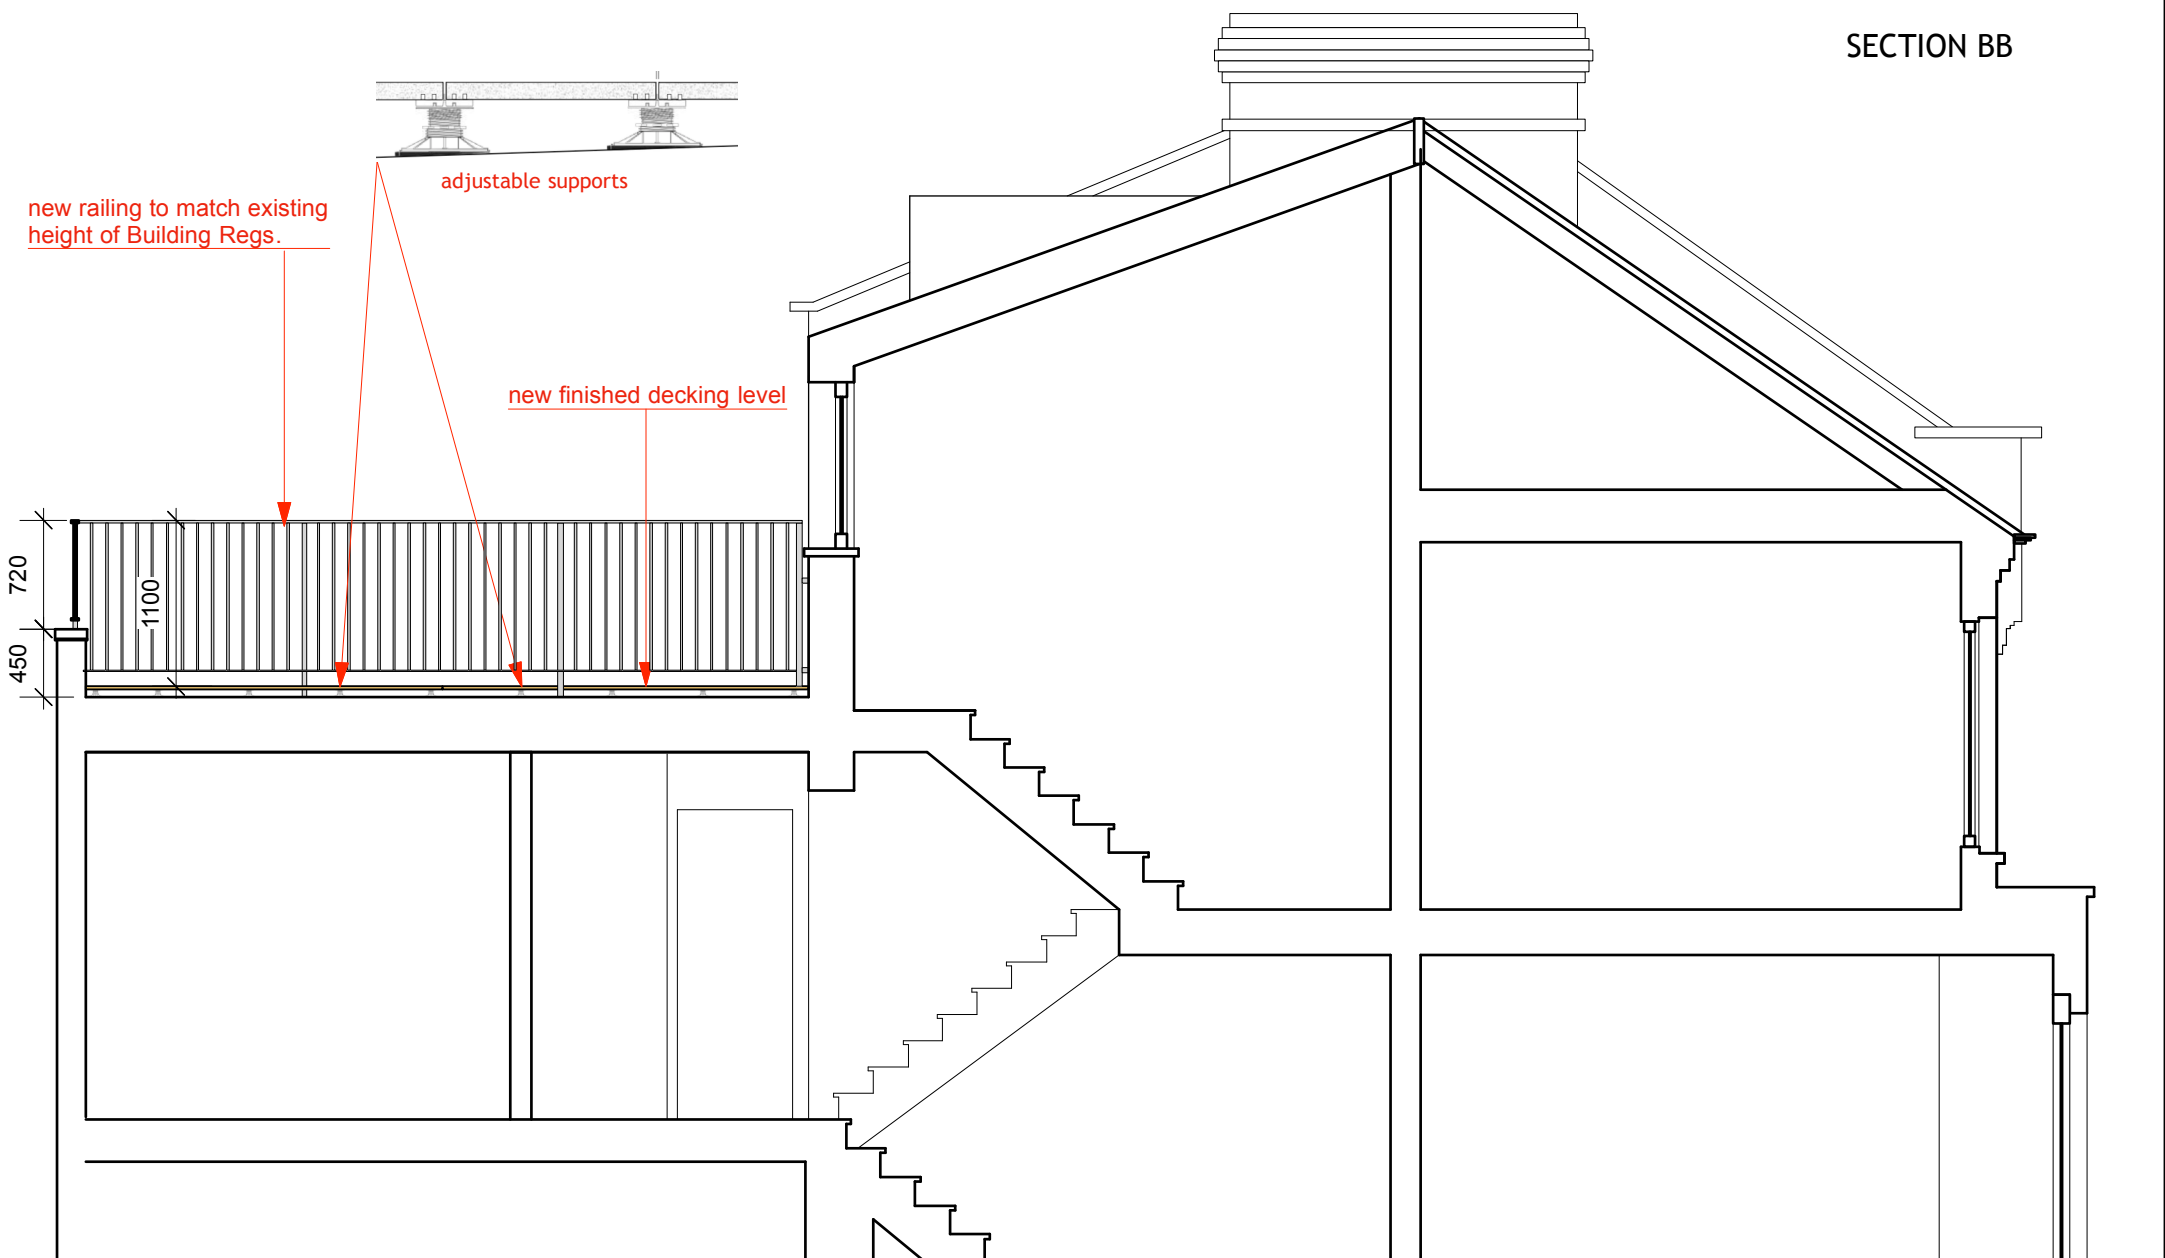 SECTION BB
adjustable supports
new railing to match existing
height of Building Regs.
new finished decking level
720
1100
450